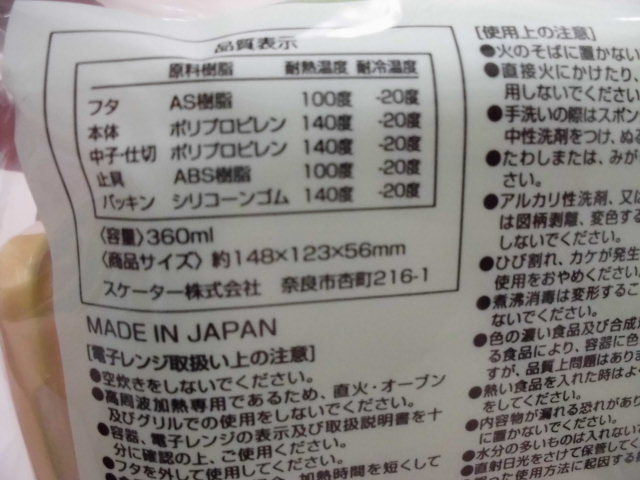 品質表示
原料樹脂 耐熱温度 耐冷温度
フタ AS樹脂 100度 -20度
本体 ポリプロピレン 140度 -20度
中子・仕切 ポリプロピレン 140度 -20度
止具 ABS樹脂 100度 -20度
パッキン シリコーンゴム 140度 -20度
〈容量〉360ml
〈商品サイズ〉約148×123×56mm
スケーター株式会社 奈良市杏町216-1
MADE IN JAPAN
[電子レンジ取扱い上の注意]
●空炊きをしないでください。
●高周波加熱専用であるため、直火・オーブン
及びグリルでの使用をしないでください。
●容器、電子レンジの表示及び取扱説明書を十
分に確認の上、ご使用ください。
●フタを外して使用してください。
加熱時間を短くして
[使用上の注意]
●火のそばに置かない
●直接火にかけたり、
用しないでください
●手洗いの際はスポン
中性洗剤をつけ、ぬ
●たわしまたは、みが
さい。
●アルカリ性洗剤、又
は図柄剥離、変色する
しないでください。
●ひび割れ、カケが発生
使用をおやめください
●煮沸消毒は変形するこ
ないでください。
●色の濃い食品及び合成
る食品により、容器に色
すが、品質上問題はありま
●熱い食品を入れた時はよ
をしてください。
●内容物が漏れる恐れがあり
に置かないでください。
●水分の多いものは入れない
●直射日光をさけて保管してく
った使用方法に起因する